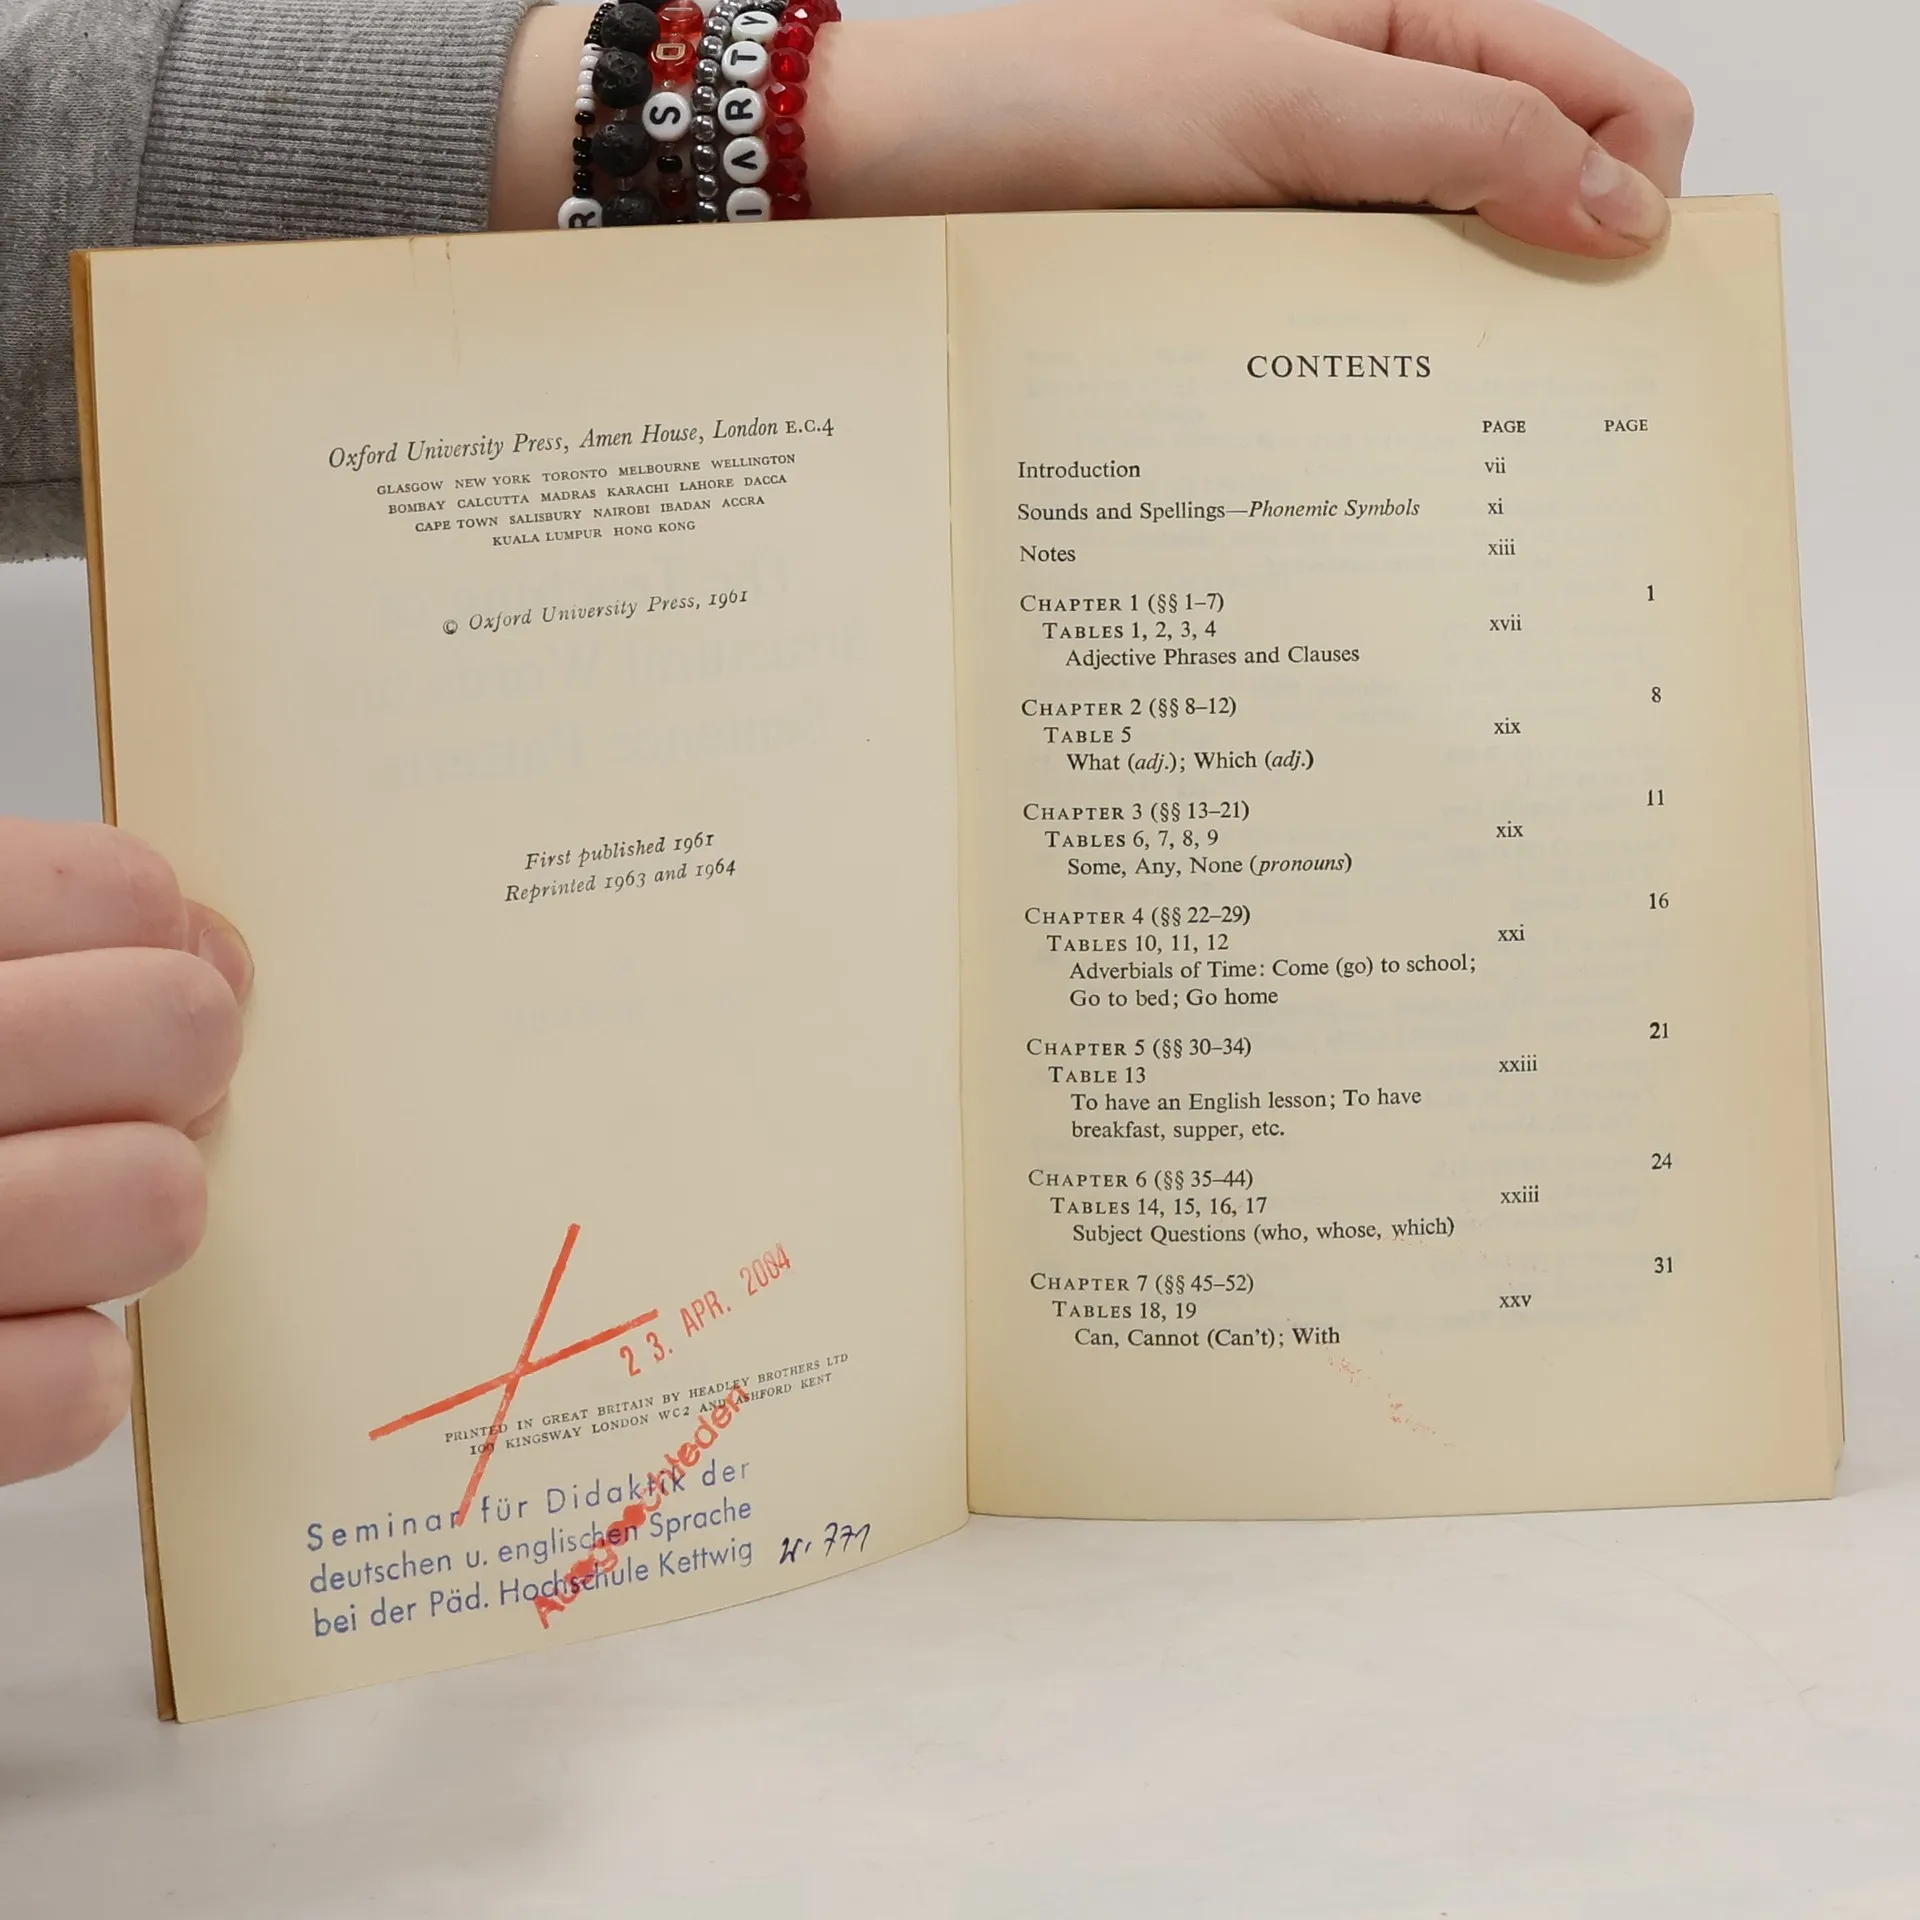 S
R
ARTY
I
Oxford University Press, Amen House, London E.C.4
GLASGOW NEW YORK TORONTO MELBOURNE WELLINGTON
BOMBAY CALCUTTA MADRAS KARACHI LAHORE DACCA
CAPE TOWN SALISBURY NAIROBI IBADAN ACCRA
KUALA LUMPUR HONG KONG
© Oxford University Press, 1961
First published 1961
Reprinted 1963 and 1964
23. APR. 2004
PRINTED IN GREAT BRITAIN BY HEADLEY BROTHERS LTD
109 KINGSWAY LONDON WC2 AND ASHFORD KENT
Ausgeschieden
Seminar für Didaktik der
deutschen u. englischen Sprache
bei der Päd. Hochschule Kettwig
771
CONTENTS
PAGE PAGE
Introduction vii
Sounds and Spellings—Phonemic Symbols xi
Notes xiii
CHAPTER 1 (§§ 1–7) 1
TABLES 1, 2, 3, 4 xvii
Adjective Phrases and Clauses
CHAPTER 2 (§§ 8–12) 8
TABLE 5 xix
What (adj.); Which (adj.)
CHAPTER 3 (§§ 13–21) 11
TABLES 6, 7, 8, 9 xix
Some, Any, None (pronouns)
CHAPTER 4 (§§ 22–29) 16
TABLES 10, 11, 12 xxi
Adverbials of Time: Come (go) to school;
Go to bed; Go home
CHAPTER 5 (§§ 30–34) 21
TABLE 13 xxiii
To have an English lesson; To have
breakfast, supper, etc.
CHAPTER 6 (§§ 35–44) 24
TABLES 14, 15, 16, 17 xxiii
Subject Questions (who, whose, which)
CHAPTER 7 (§§ 45–52) 31
TABLES 18, 19 xxv
Can, Cannot (Can't); With